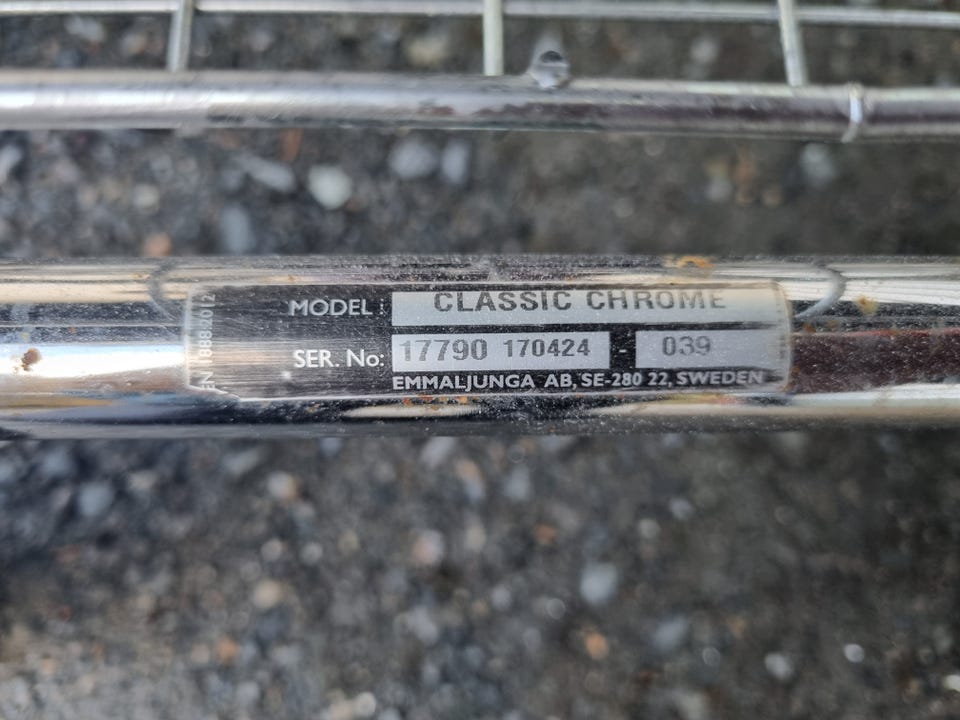 MODEL: CLASSIC CHROME
SER. No: 17790 170424 - 039
EMMALJUNGA AB, SE-280 22, SWEDEN
EN 1888:2012